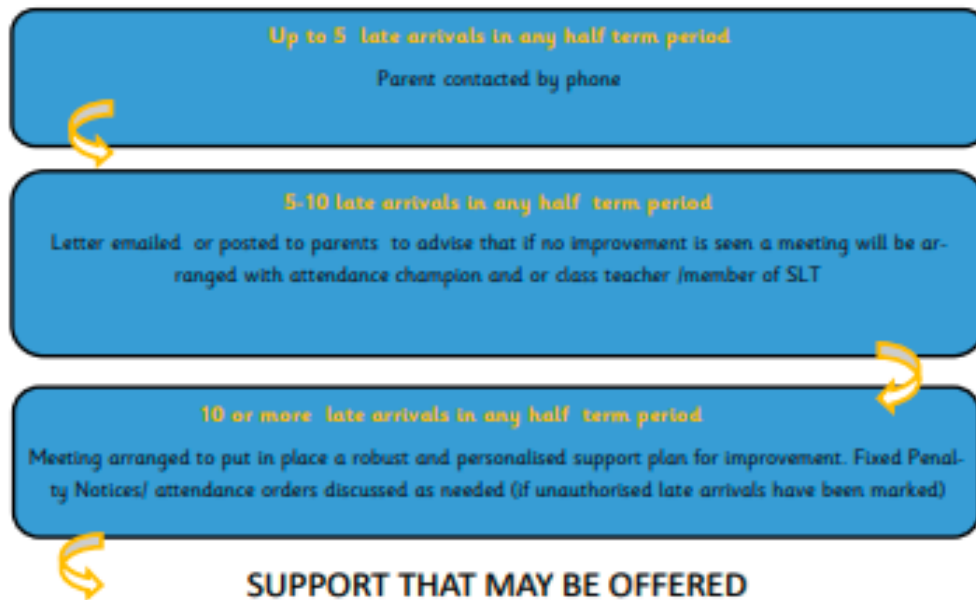 Up to 5 late arrivals in any half term period
Parent contacted by phone
5-10 late arrivals in any half term period
Letter emailed or posted to parents to advise that if no improvement is seen a meeting will be ar-
ranged with attendance champion and or class teacher /member of SLT
10 or more late arrivals in any half term period
Meeting arranged to put in place a robust and personalised support plan for improvement. Fixed Penal-
ty Notices/ attendance orders discussed as needed (if unauthorised late arrivals have been marked)
SUPPORT THAT MAY BE OFFERED